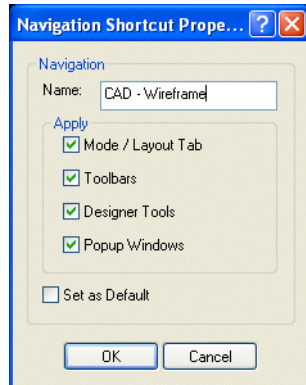 Navigation Shortcut Prope...
Navigation
Name: CAD - Wireframe
Apply
Mode / Layout Tab
Toolbars
Designer Tools
Popup Windows
Set as Default
OK Cancel